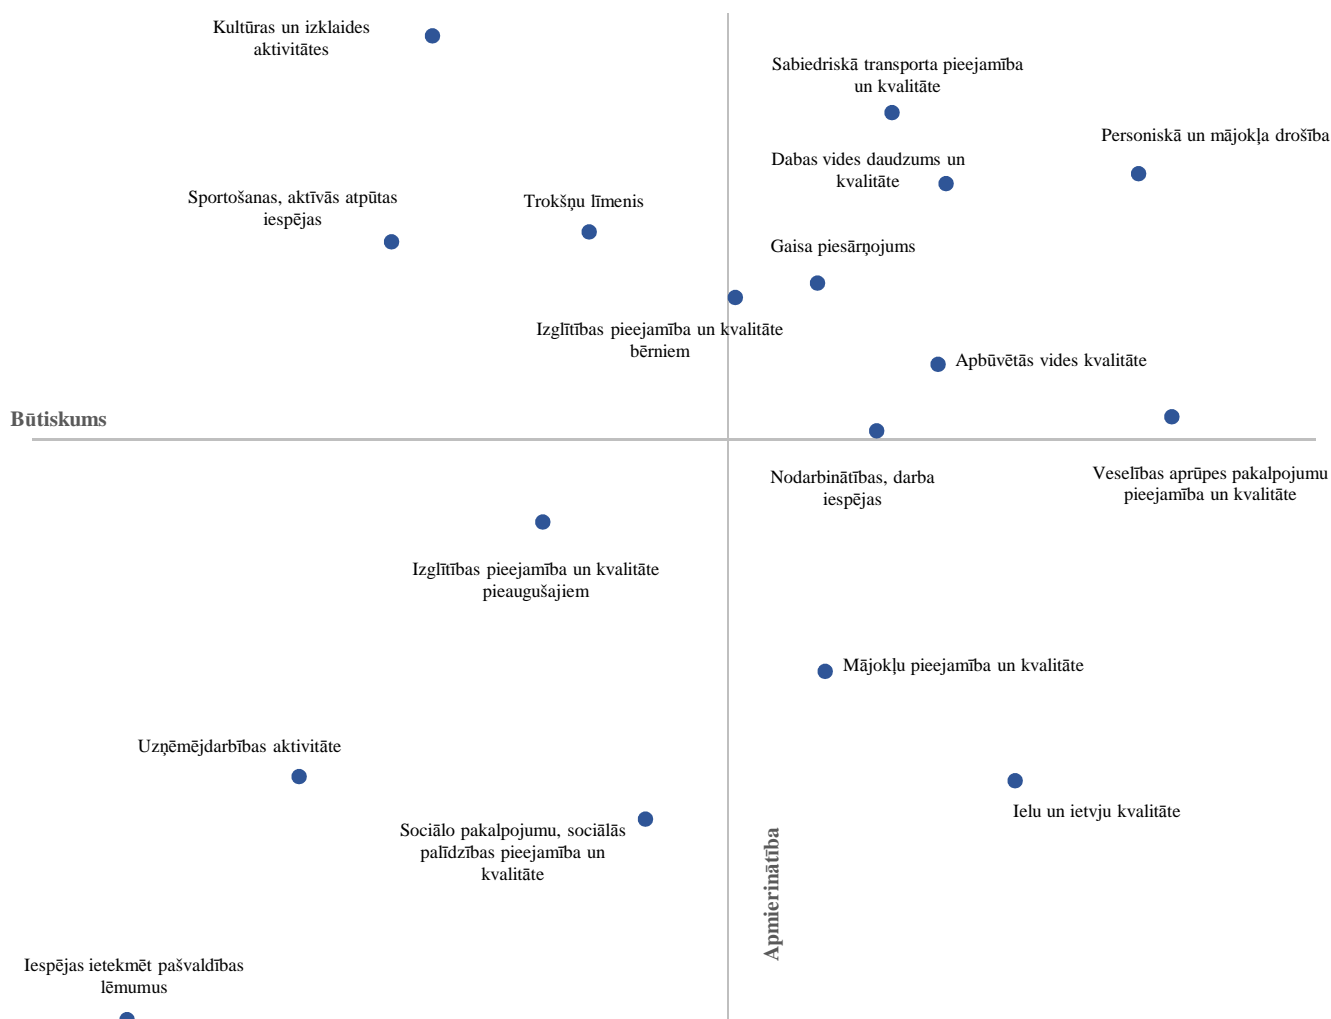 Kultūras un izklaides
aktivitātes
Sabiedriskā transporta pieejamība
un kvalitāte
Personiskā un mājokļa drošība
Dabas vides daudzums un
kvalitāte
Sportošanas, aktīvās atpūtas
iespējas
Trokšņu līmenis
Gaisa piesārņojums
Izglītības pieejamība un kvalitāte
bērniem
Apbūvētās vides kvalitāte
Būtiskums
Nodarbinātības, darba
iespējas
Veselības aprūpes pakalpojumu
pieejamība un kvalitāte
Izglītības pieejamība un kvalitāte
pieaugušajiem
Mājokļu pieejamība un kvalitāte
Uzņēmējdarbības aktivitāte
Ielu un ietvju kvalitāte
Sociālo pakalpojumu, sociālās
palīdzības pieejamība un
kvalitāte
Apmierinātība
Iespējas ietekmēt pašvaldības
lēmumus